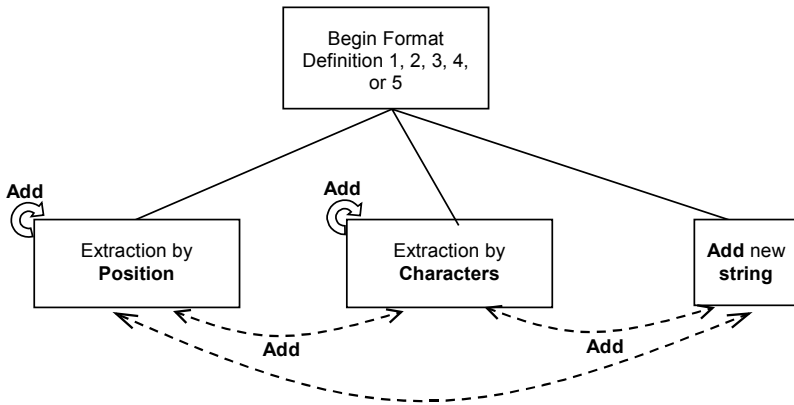 Begin Format
Definition 1, 2, 3, 4,
or 5
Add
Add
Extraction by
Position
Extraction by
Characters
Add new
string
Add
Add